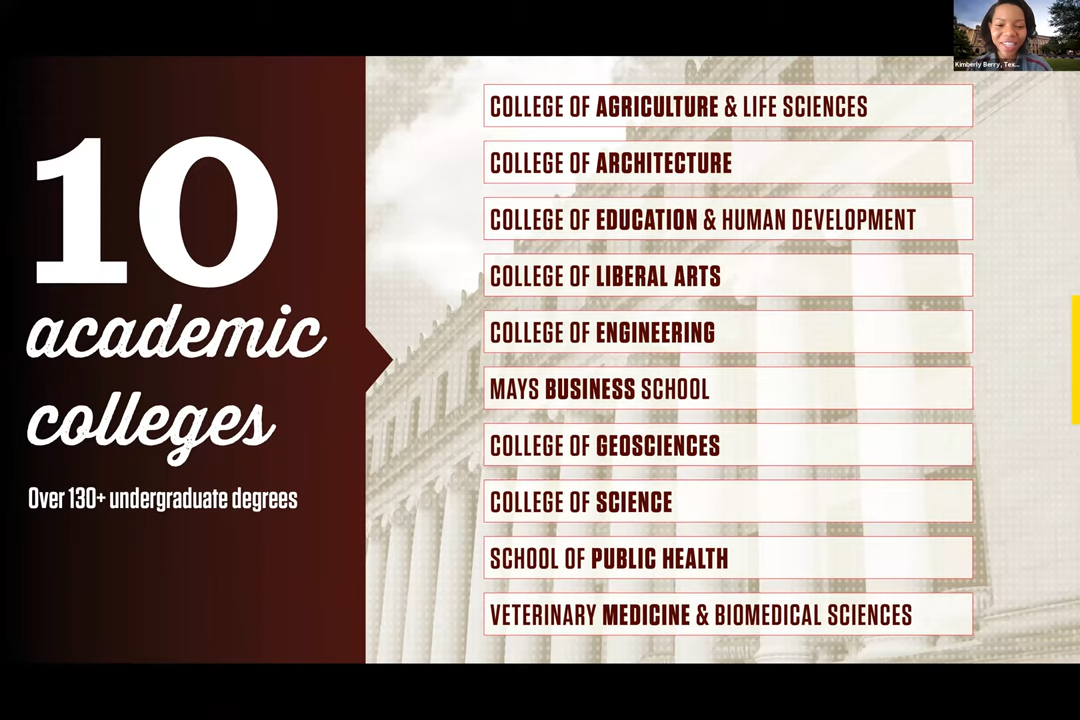 Kimberly Berry, Tex...
10
academic
colleges
Over 130+ undergraduate degrees
COLLEGE OF AGRICULTURE & LIFE SCIENCES
COLLEGE OF ARCHITECTURE
COLLEGE OF EDUCATION & HUMAN DEVELOPMENT
COLLEGE OF LIBERAL ARTS
COLLEGE OF ENGINEERING
MAYS BUSINESS SCHOOL
COLLEGE OF GEOSCIENCES
COLLEGE OF SCIENCE
SCHOOL OF PUBLIC HEALTH
VETERINARY MEDICINE & BIOMEDICAL SCIENCES